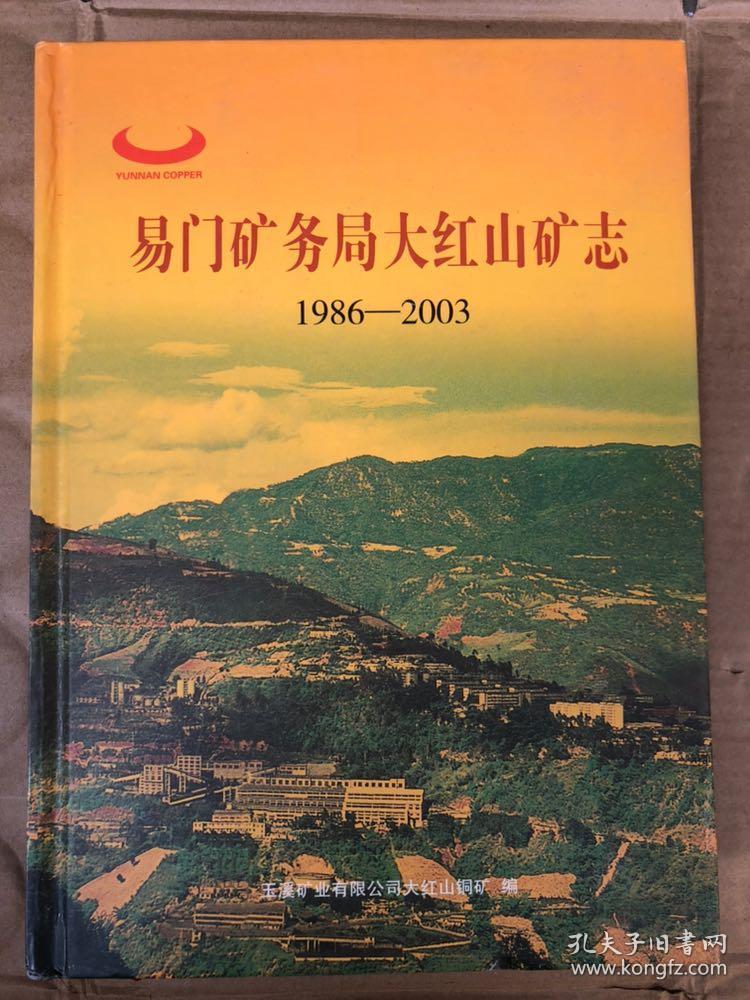 YUNNAN COPPER
易门矿务局大红山矿志
1986—2003
玉溪矿业有限公司大红山铜矿 编
孔夫子旧書网
www.kongfz.com